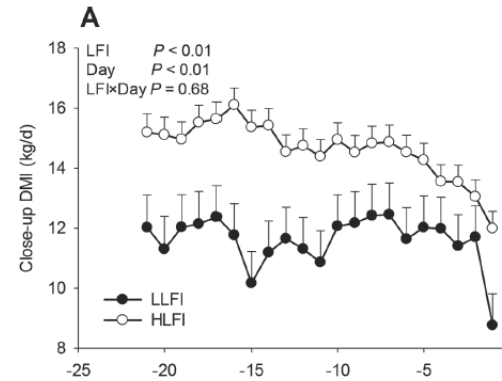 A
LFI P < 0.01
Day P < 0.01
LFI×Day P = 0.68
18
16
14
12
10
8
Close-up DMI (kg/d)
LLFI
HLFI
-25 -20 -15 -10 -5